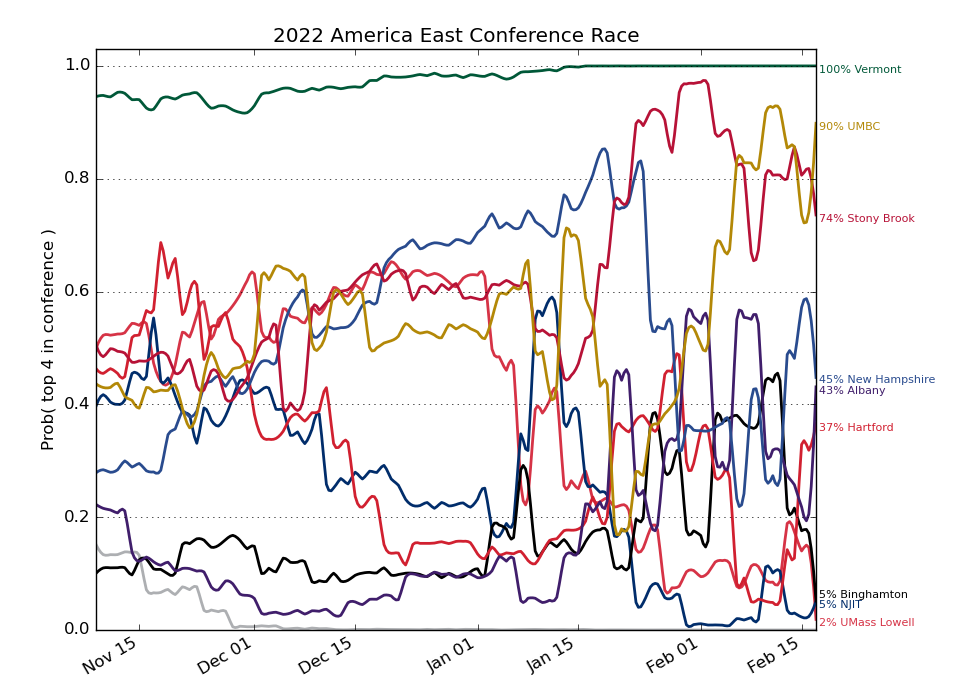 2022 America East Conference Race
Prob( top 4 in conference )
1.0
0.8
0.6
0.4
0.2
0.0
Nov 15
Dec 01
Dec 15
Jan 01
Jan 15
Feb 01
Feb 15
100% Vermont
90% UMBC
74% Stony Brook
45% New Hampshire
43% Albany
37% Hartford
5% Binghamton
5% NJIT
2% UMass Lowell